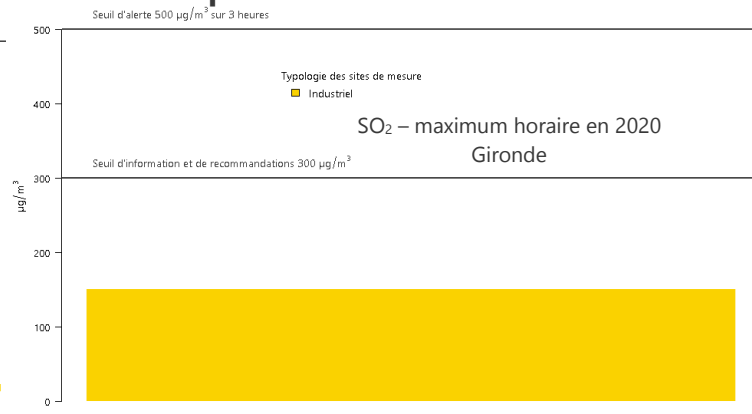 Seuil d'alerte 500 µg/m³ sur 3 heures
500
Typologie des sites de mesure
Industriel
400
SO₂ – maximum horaire en 2020
Gironde
Seuil d'information et de recommandations 300 µg/m³
300
µg/m³
200
100
0